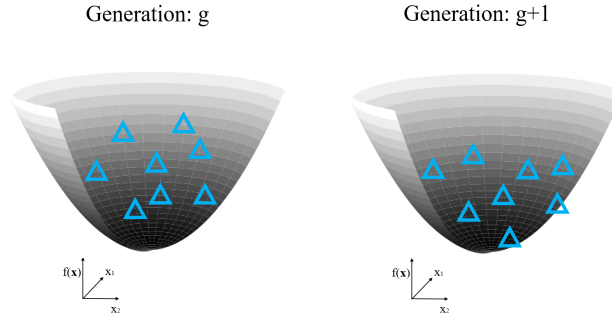 Generation: g
Generation: g+1
f(x)
x₁
x₂
f(x)
x₁
x₂